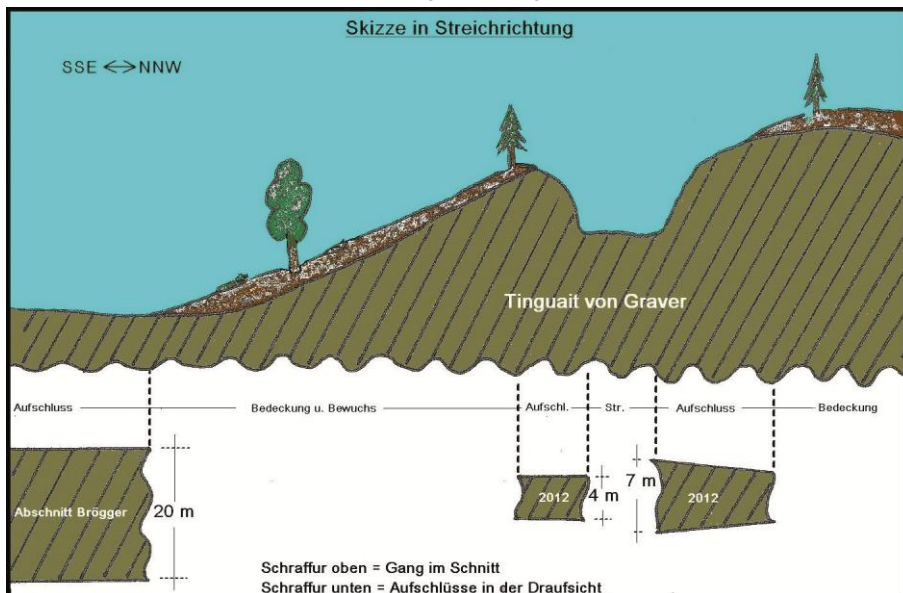 Skizze in Streichrichtung
SSE <-> NNW
Tinguait von Graver
Aufschluss Bedeckung u. Bewuchs Aufschl. Str. Aufschluss Bedeckung
Abschnitt Brögger 20 m 2012 4 m 7 m 2012
Schraffur oben = Gang im Schnitt
Schraffur unten = Aufschlüsse in der Draufsicht